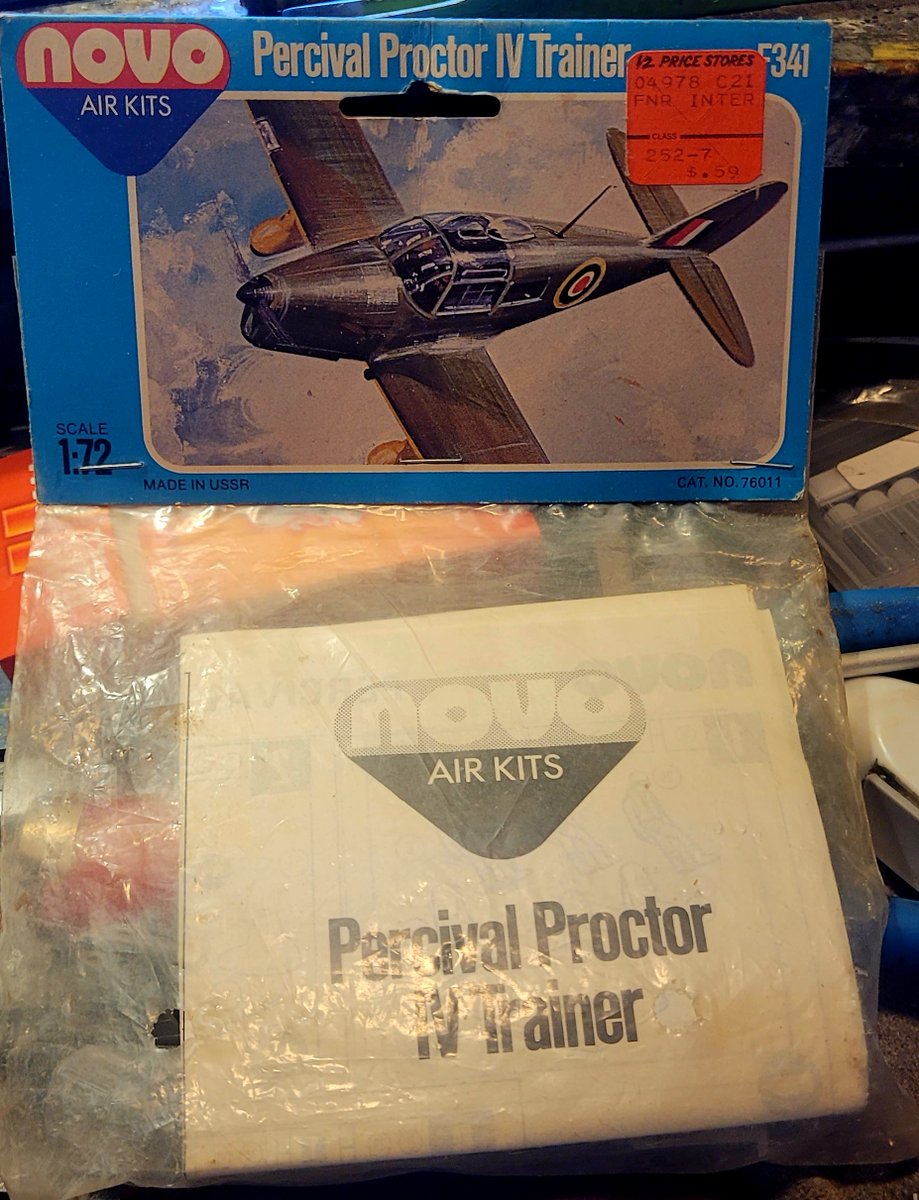 novo
AIR KITS
Percival Proctor IV Trainer
F341
1/2 PRICE STORES
04978 C21
FNR INTER
CLASS
252-7
$.59
SCALE
1:72
MADE IN USSR
CAT. NO. 76011
novo
AIR KITS
Percival Proctor
IV Trainer